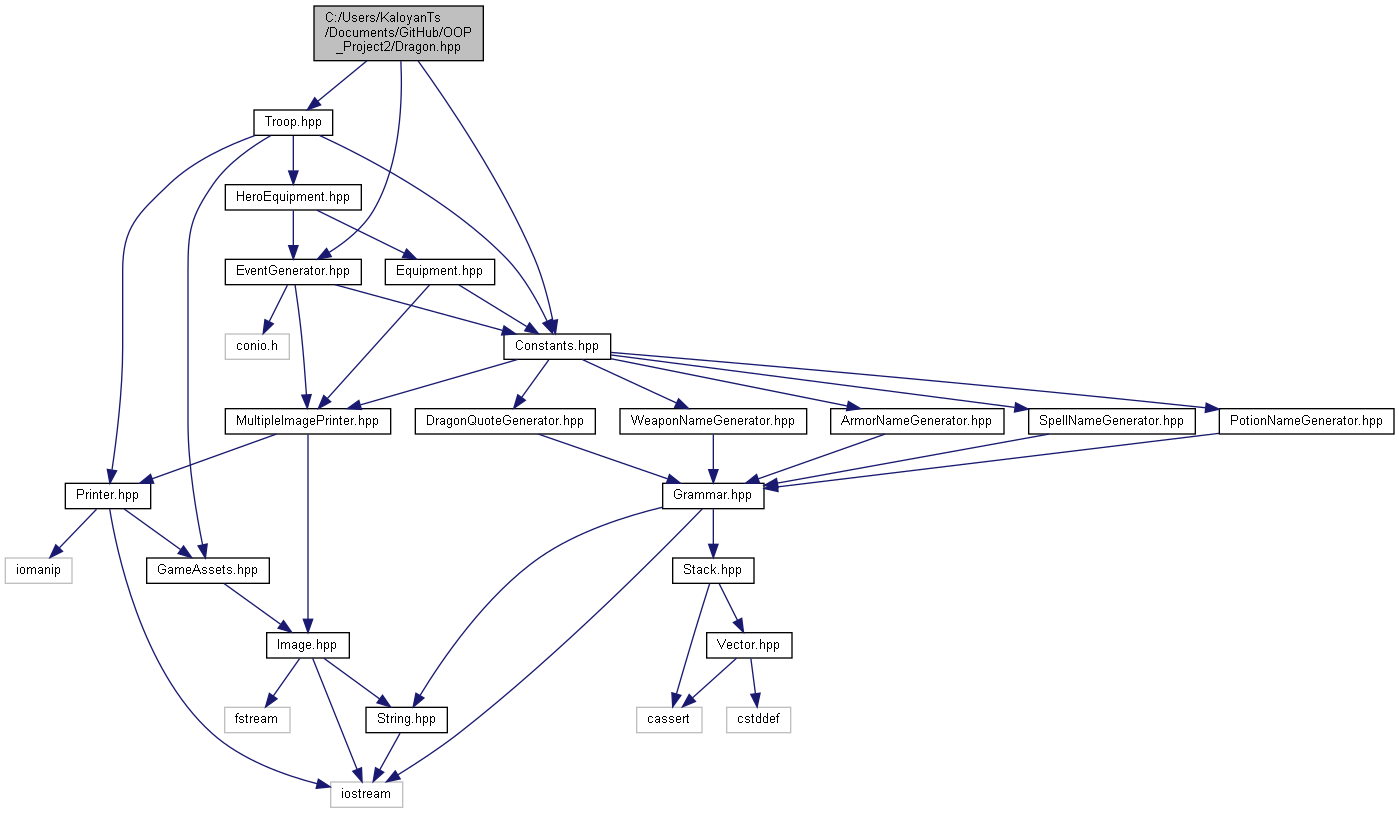 C:/Users/KaloyanTs
/Documents/GitHub/OOP
_Project2/Dragon.hpp
Troop.hpp
HeroEquipment.hpp
EventGenerator.hpp
Equipment.hpp
conio.h
Constants.hpp
MultipleImagePrinter.hpp
DragonQuoteGenerator.hpp
WeaponNameGenerator.hpp
ArmorNameGenerator.hpp
SpellNameGenerator.hpp
PotionNameGenerator.hpp
Printer.hpp
Grammar.hpp
iomanip
GameAssets.hpp
Stack.hpp
Image.hpp
Vector.hpp
fstream
String.hpp
cassert
cstddef
iostream